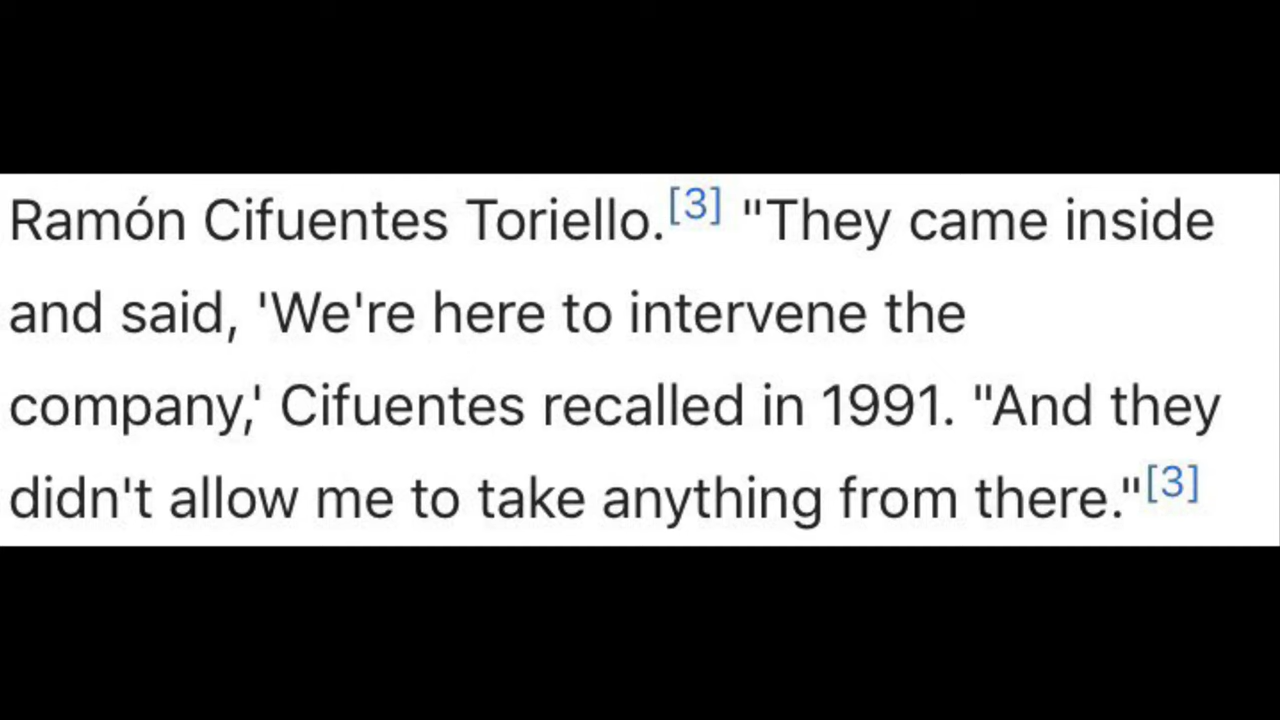 Ramón Cifuentes Toriello.[3] "They came inside
and said, 'We're here to intervene the
company,' Cifuentes recalled in 1991. "And they
didn't allow me to take anything from there."[3]